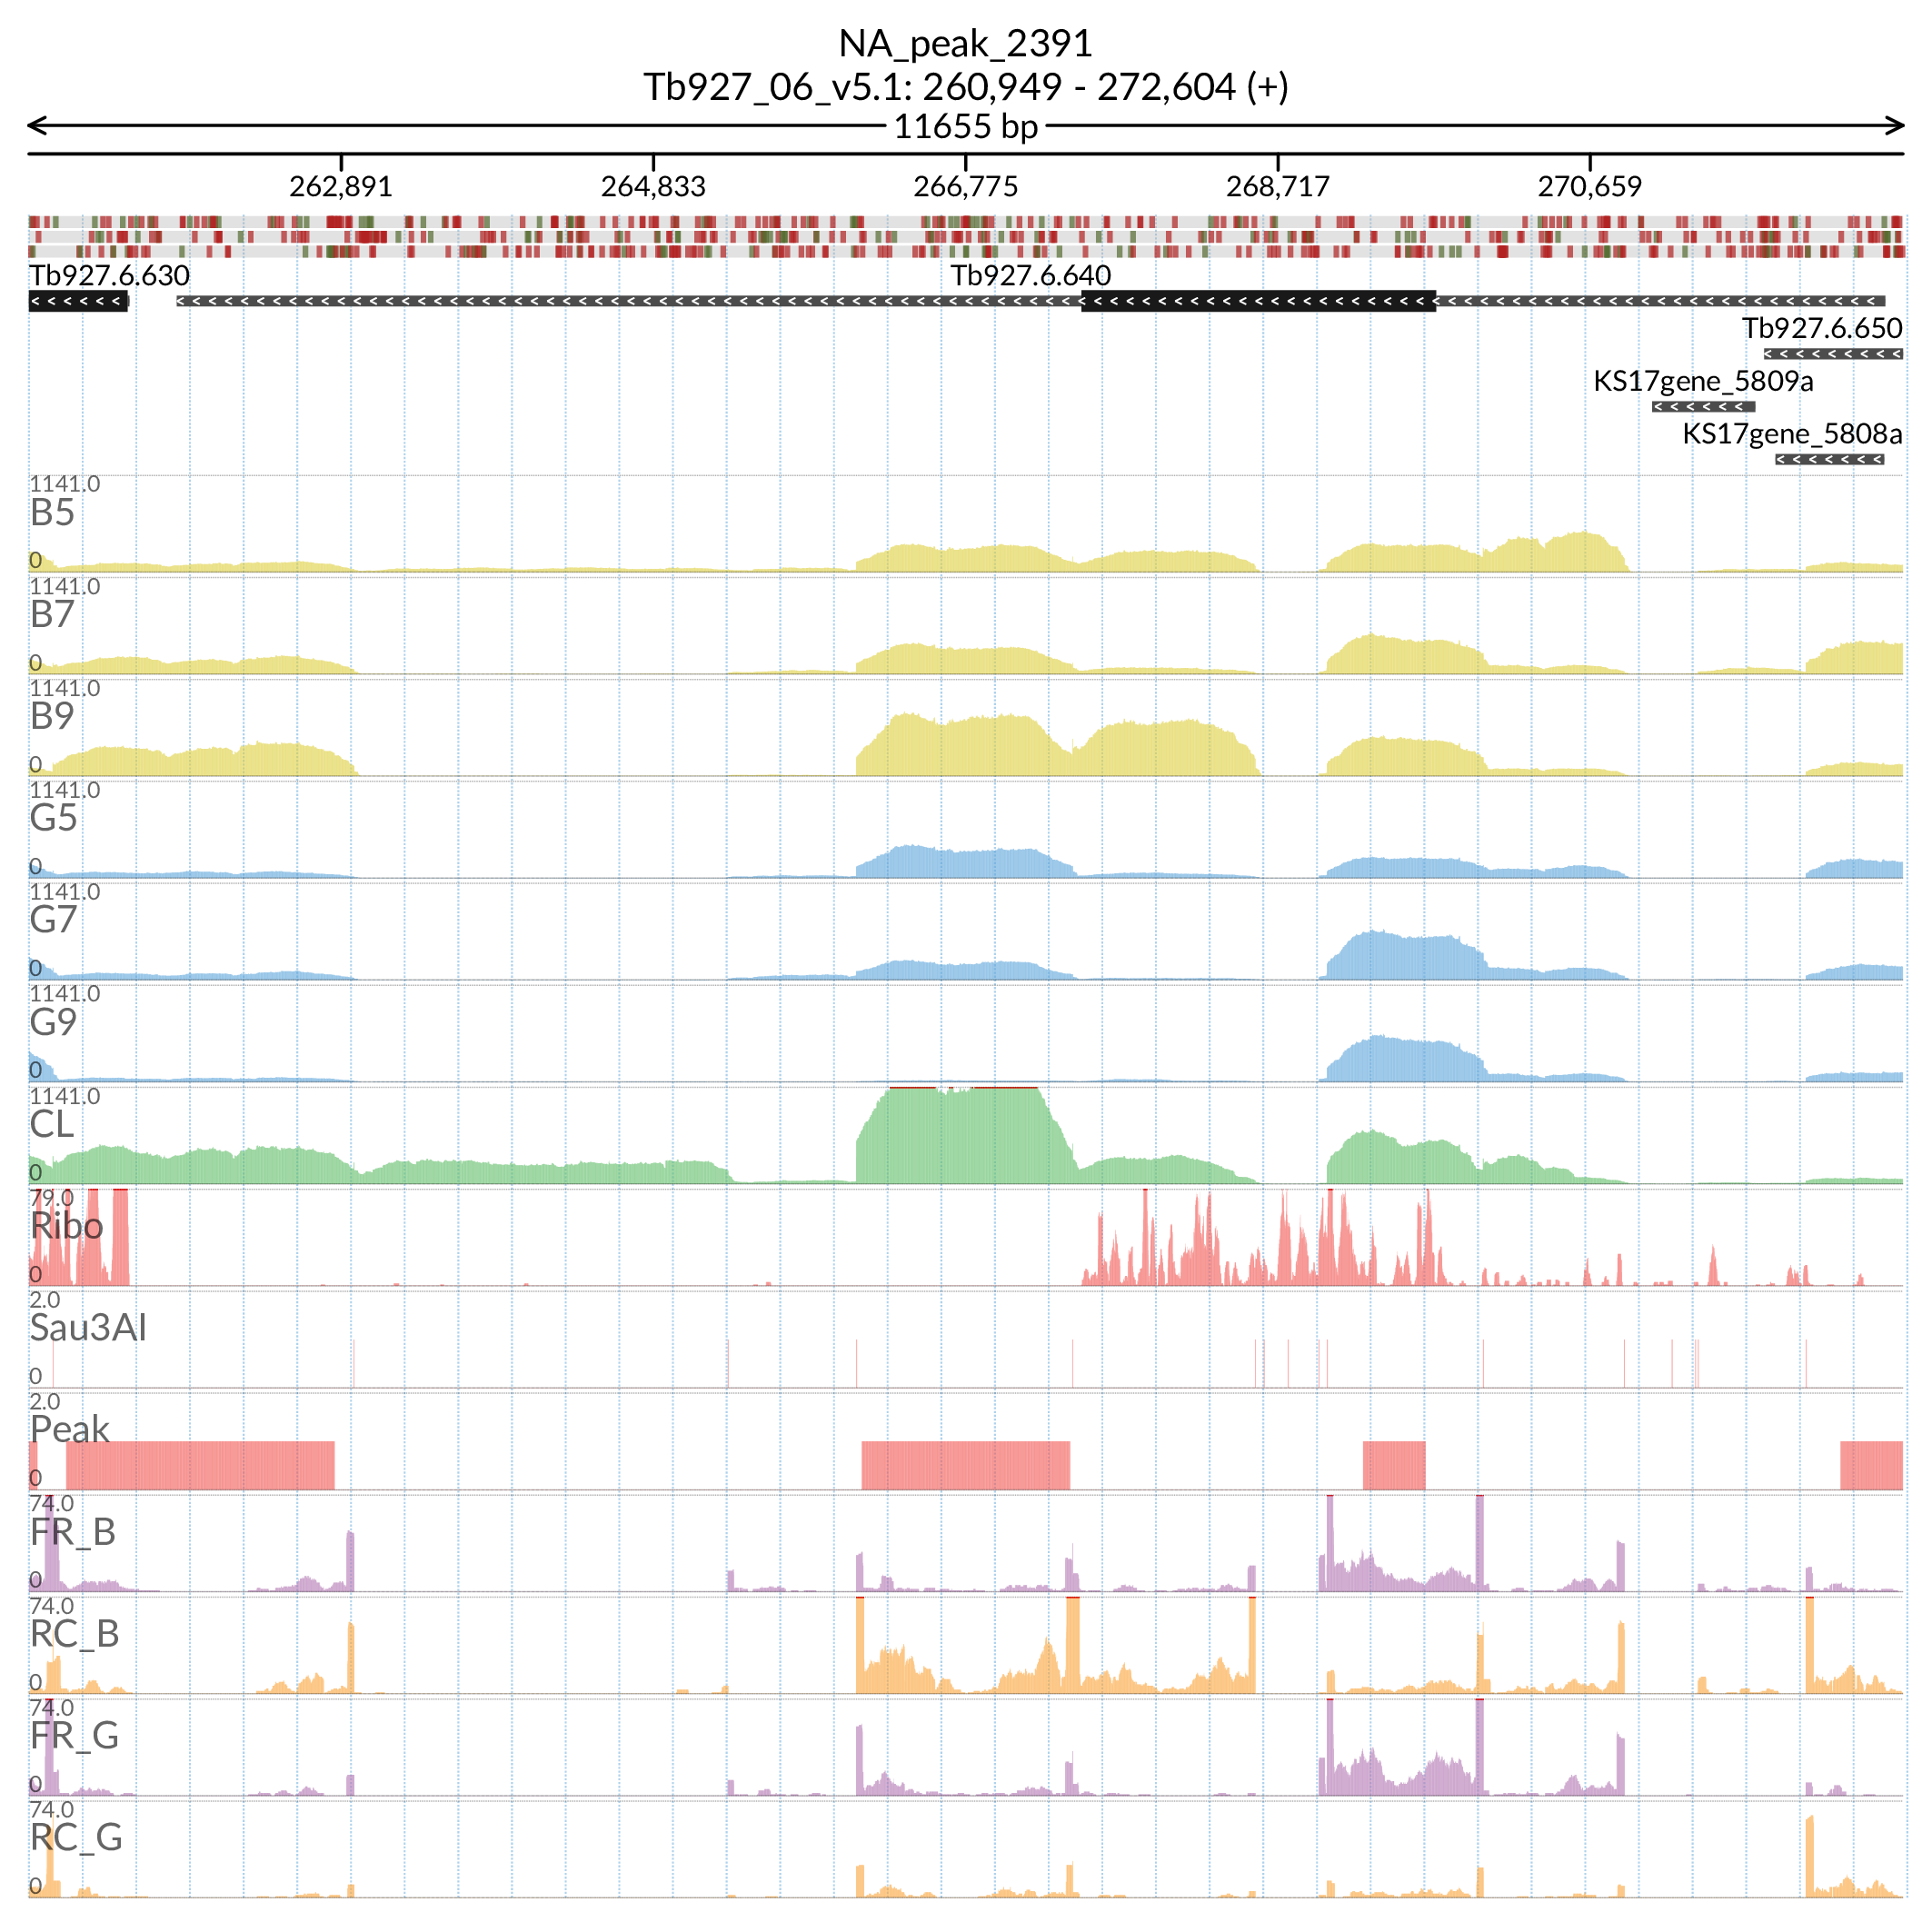 NA_peak_2391
Tb927_06_v5.1: 260,949 - 272,604 (+)
11655 bp
262,891 264,833 266,775 268,717 270,659
Tb927.6.630 Tb927.6.640
Tb927.6.650
KS17gene_5809a
KS17gene_5808a
1141.0
B5
0
1141.0
B7
0
1141.0
B9
0
1141.0
G5
0
1141.0
G7
0
1141.0
G9
0
1141.0
CL
0
79.0
Ribo
0
2.0
Sau3AI
0
2.0
Peak
0
74.0
FR_B
0
74.0
RC_B
0
74.0
FR_G
0
74.0
RC_G
0